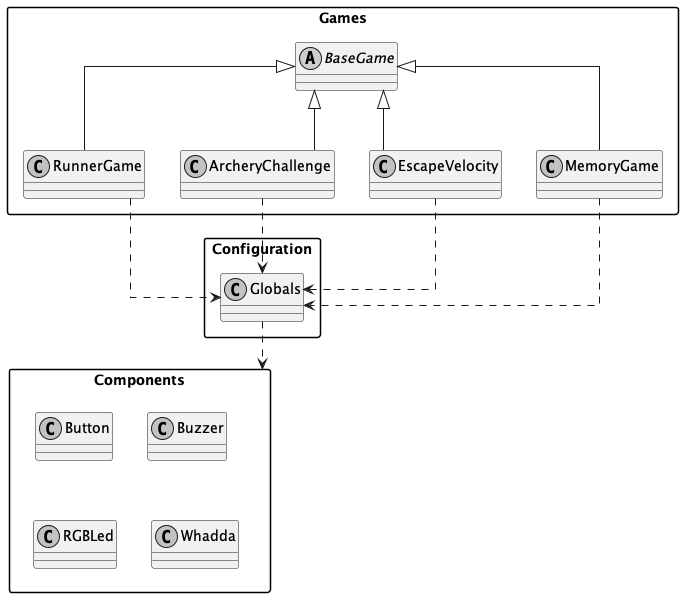 Games
A BaseGame
C RunnerGame
C ArcheryChallenge
C EscapeVelocity
C MemoryGame
Configuration
C Globals
Components
C Button
C Buzzer
C RGBLed
C Whadda